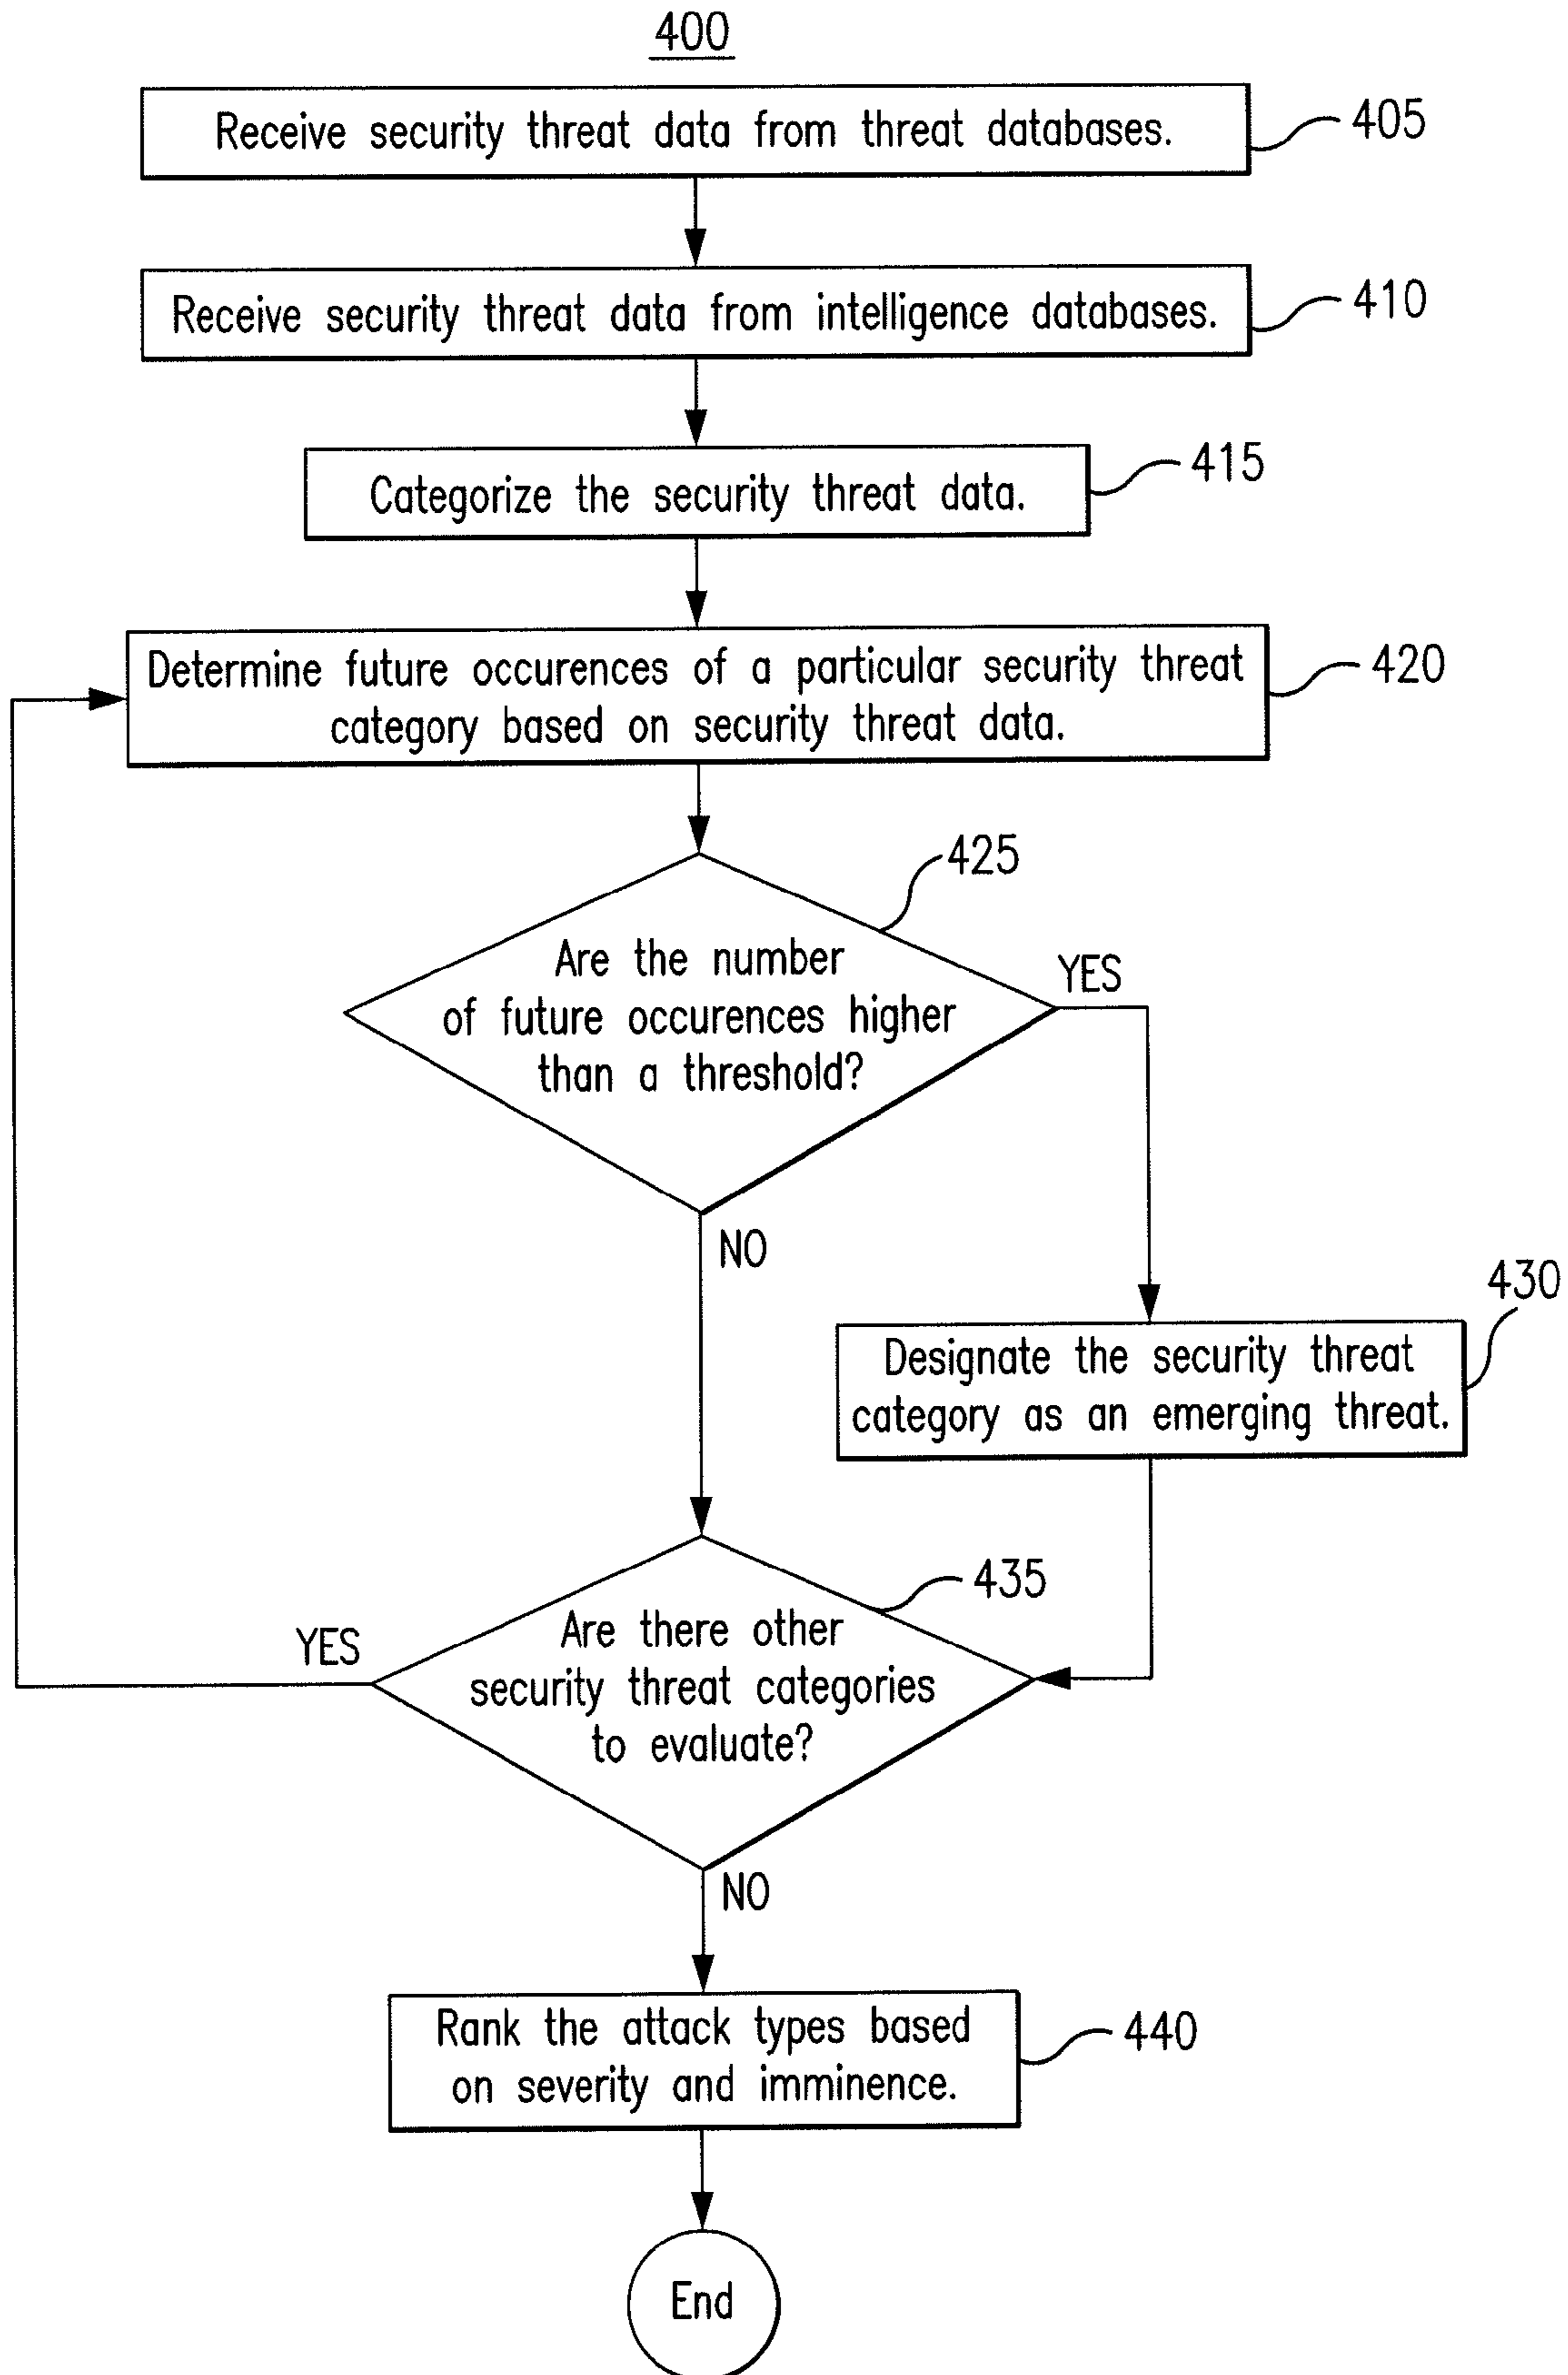 400
Receive security threat data from threat databases.
405
Receive security threat data from intelligence databases.
410
Categorize the security threat data.
415
Determine future occurences of a particular security threat
category based on security threat data.
420
425
Are the number
of future occurences higher
than a threshold?
YES
NO
430
Designate the security threat
category as an emerging threat.
435
Are there other
security threat categories
to evaluate?
YES
NO
Rank the attack types based
on severity and imminence.
440
End